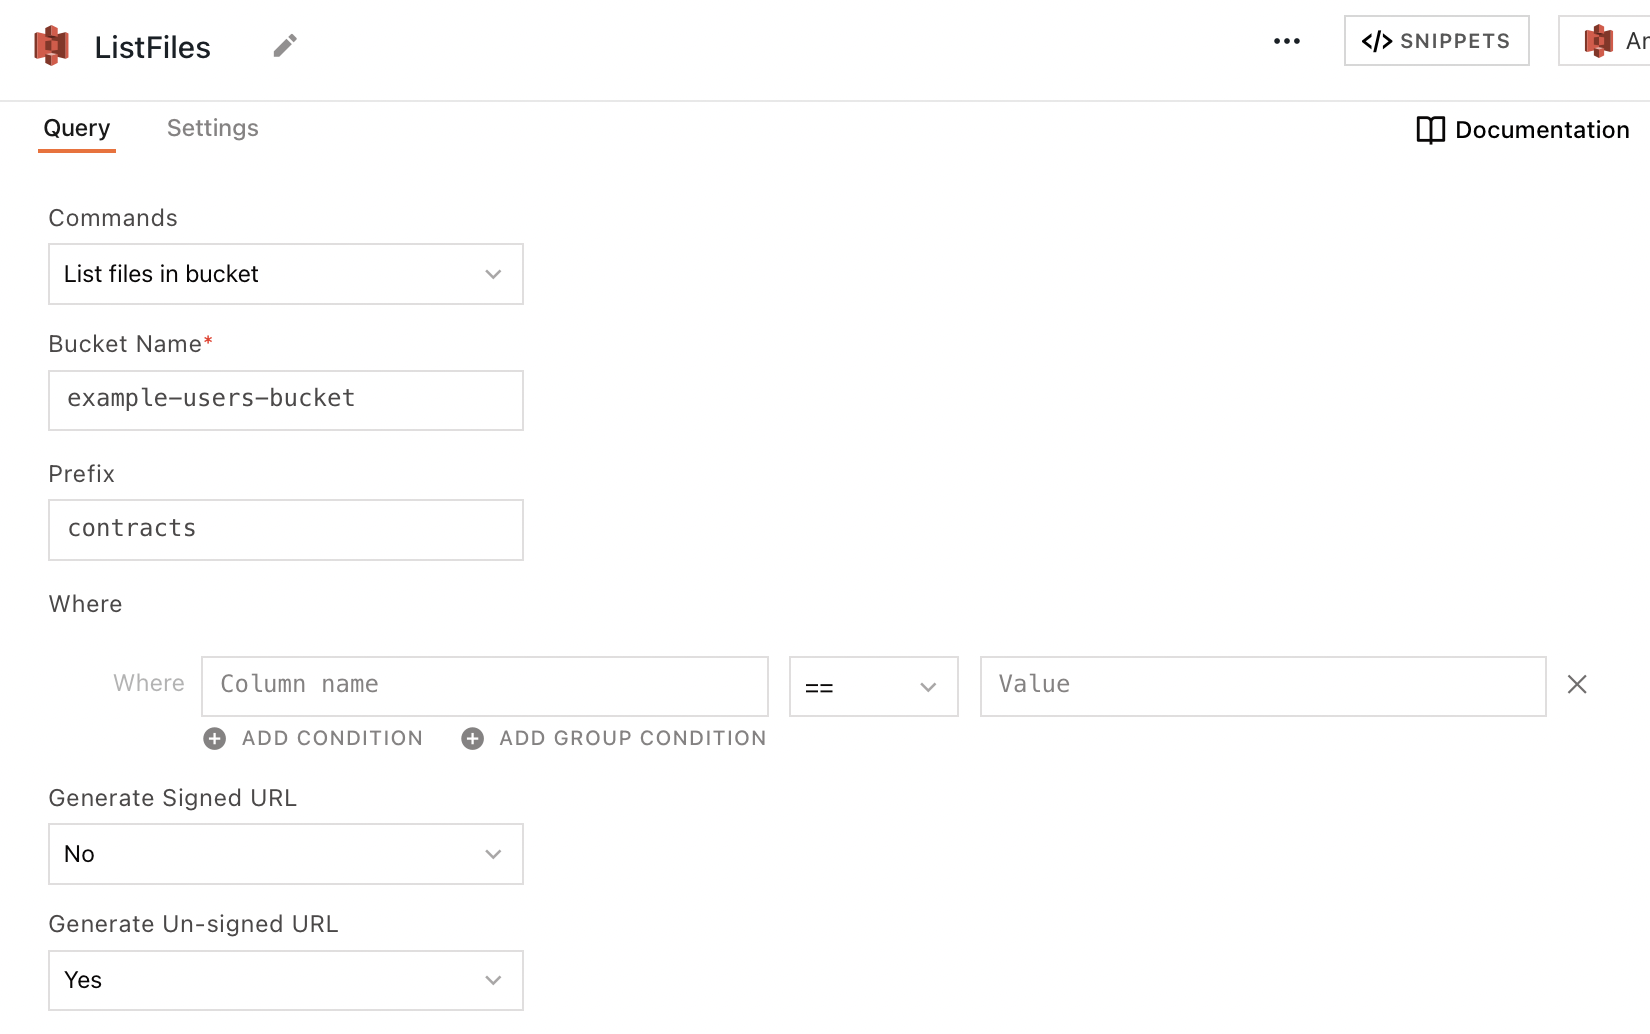 ListFiles
</> SNIPPETS
Query
Settings
Documentation
Commands
List files in bucket
Bucket Name*
example-users-bucket
Prefix
contracts
Where
Where
Column name
==
Value
ADD CONDITION
ADD GROUP CONDITION
Generate Signed URL
No
Generate Un-signed URL
Yes